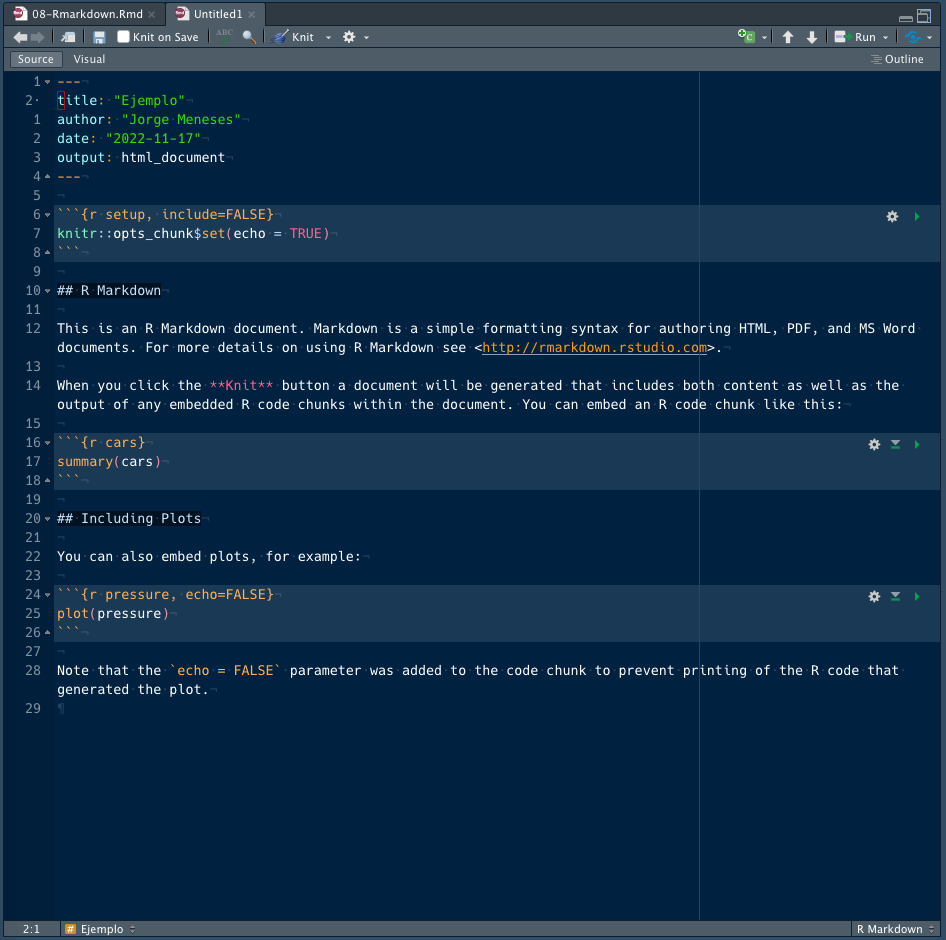 08-Rmarkdown.Rmd Untitled1
Knit on Save ABC Knit Run
Source Visual Outline
1 ---
2 title: "Ejemplo"
1 author: "Jorge Meneses"
2 date: "2022-11-17"
3 output: html_document
4 ---
5
6 ```{r setup, include=FALSE}
7 knitr::opts_chunk$set(echo = TRUE)
8 ```
9
10 ## R Markdown
11
12 This is an R Markdown document. Markdown is a simple formatting syntax for authoring HTML, PDF, and MS Word
documents. For more details on using R Markdown see <http://rmarkdown.rstudio.com>.
13
14 When you click the **Knit** button a document will be generated that includes both content as well as the
output of any embedded R code chunks within the document. You can embed an R code chunk like this:
15
16 ```{r cars}
17 summary(cars)
18 ```
19
20 ## Including Plots
21
22 You can also embed plots, for example:
23
24 ```{r pressure, echo=FALSE}
25 plot(pressure)
26 ```
27
28 Note that the `echo = FALSE` parameter was added to the code chunk to prevent printing of the R code that
generated the plot.
29
2:1 # Ejemplo R Markdown